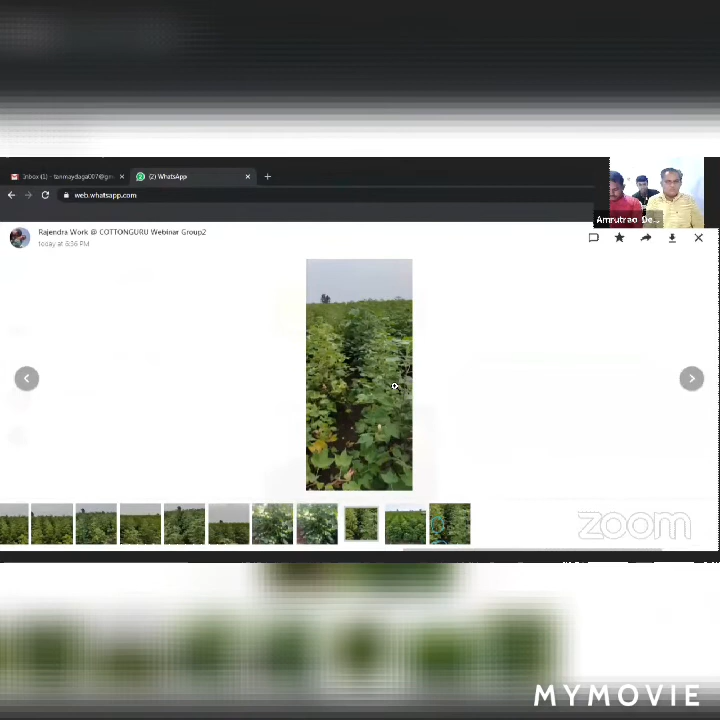 Inbox (1) - tanmaydaga007@gm
(2) WhatsApp
web.whatsapp.com
Amrutrao De...
Rajendra Work @ COTTONGURU Webinar Group2
today at 6:36 PM
zoom
MYMOVIE